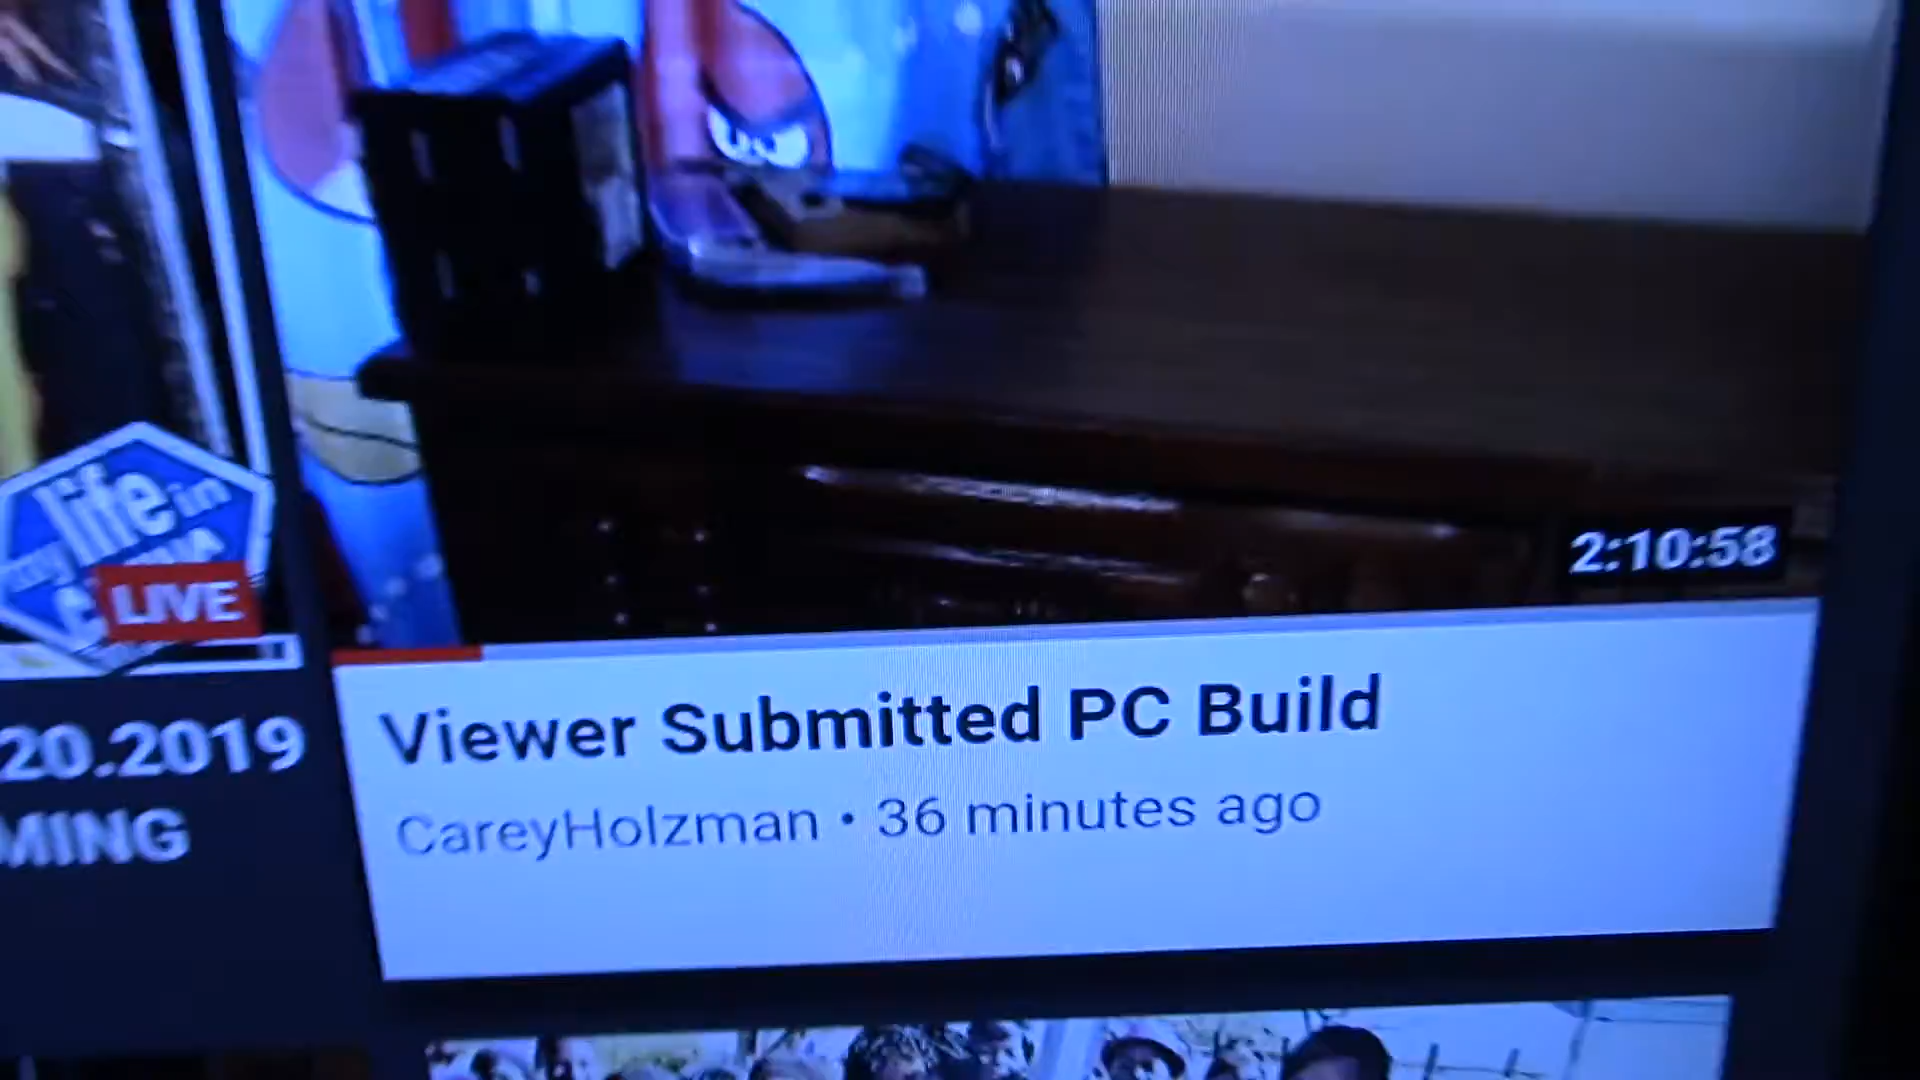 life in
LIVE
20.2019
MING
2:10:58
Viewer Submitted PC Build
CareyHolzman • 36 minutes ago